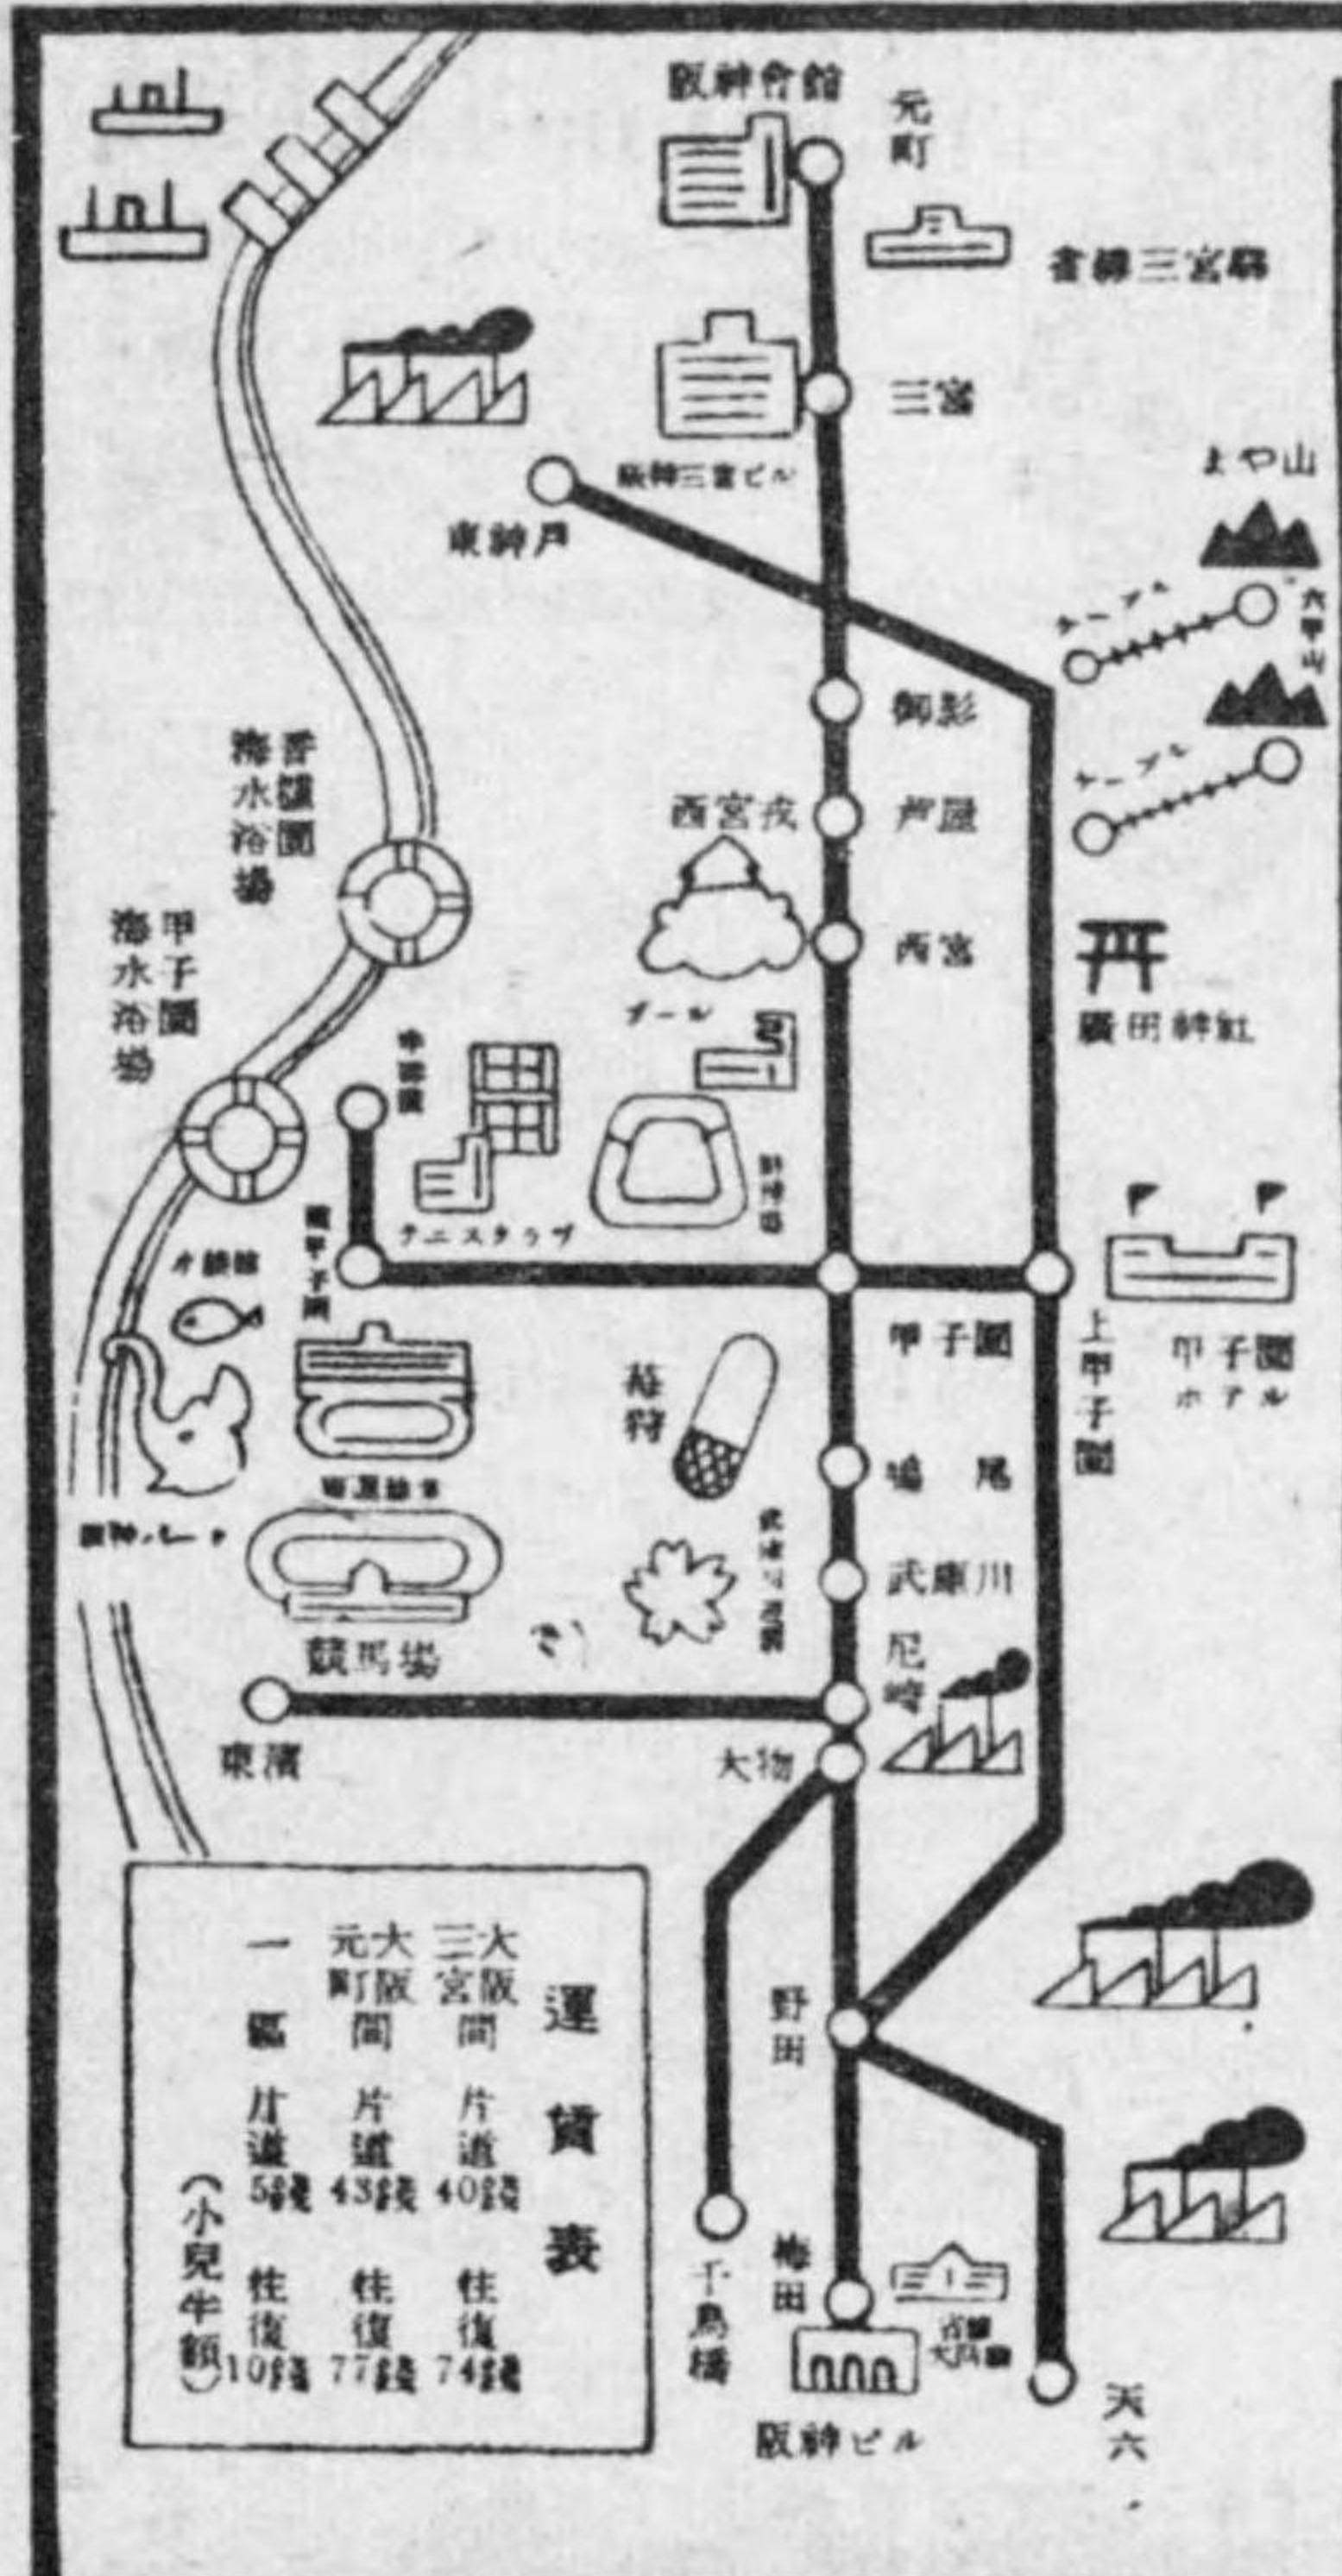 阪神會館
元町
省線三宮驛
三宮
阪神三宮ビル
東神戸
まや山
ケーブル
六甲山
ケーブル
御影
芦屋
西宮戎
西宮
廣田神社
香櫨園
海水浴場
甲子園
海水浴場
プール
テニスクラブ
甲子園
上甲子園
甲子園
ホテル
苺狩
鳴尾
武庫川
尼崎
競馬場
東濱
大物
野田
千鳥橋
梅田
阪神ビル
天六
運賃表
大阪三宮間 片道40錢 往復74錢
大阪元町間 片道43錢 往復77錢
一區 片道5錢 往復10錢
(小兒半額)